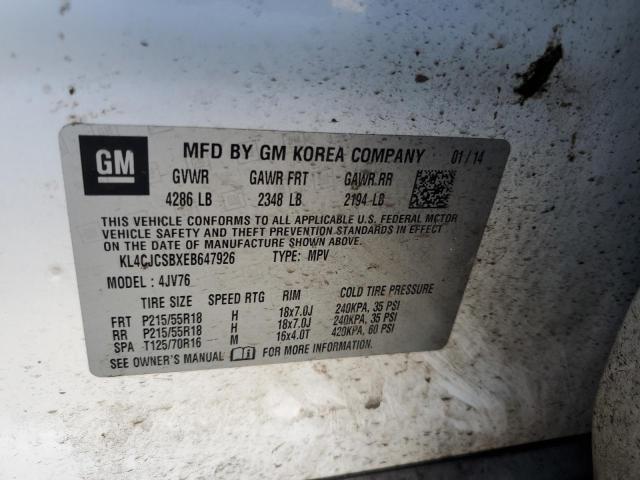 GM MFD BY GM KOREA COMPANY 01/14
GVWR GAWR FRT GAWR RR
4286 LB 2348 LB 2194 LB
THIS VEHICLE CONFORMS TO ALL APPLICABLE U.S. FEDERAL MOTOR
VEHICLE SAFETY AND THEFT PREVENTION STANDARDS IN EFFECT ON
THE DATE OF MANUFACTURE SHOWN ABOVE.
KL4CJCSBXEB647926 TYPE: MPV
MODEL: 4JV76
TIRE SIZE SPEED RTG RIM COLD TIRE PRESSURE
FRT P215/55R18 H 18x7.0J 240KPA, 35 PSI
RR P215/55R18 H 18x7.0J 240KPA, 35 PSI
SPA T125/70R16 M 16x4.0T 420KPA, 60 PSI
SEE OWNER'S MANUAL FOR MORE INFORMATION.